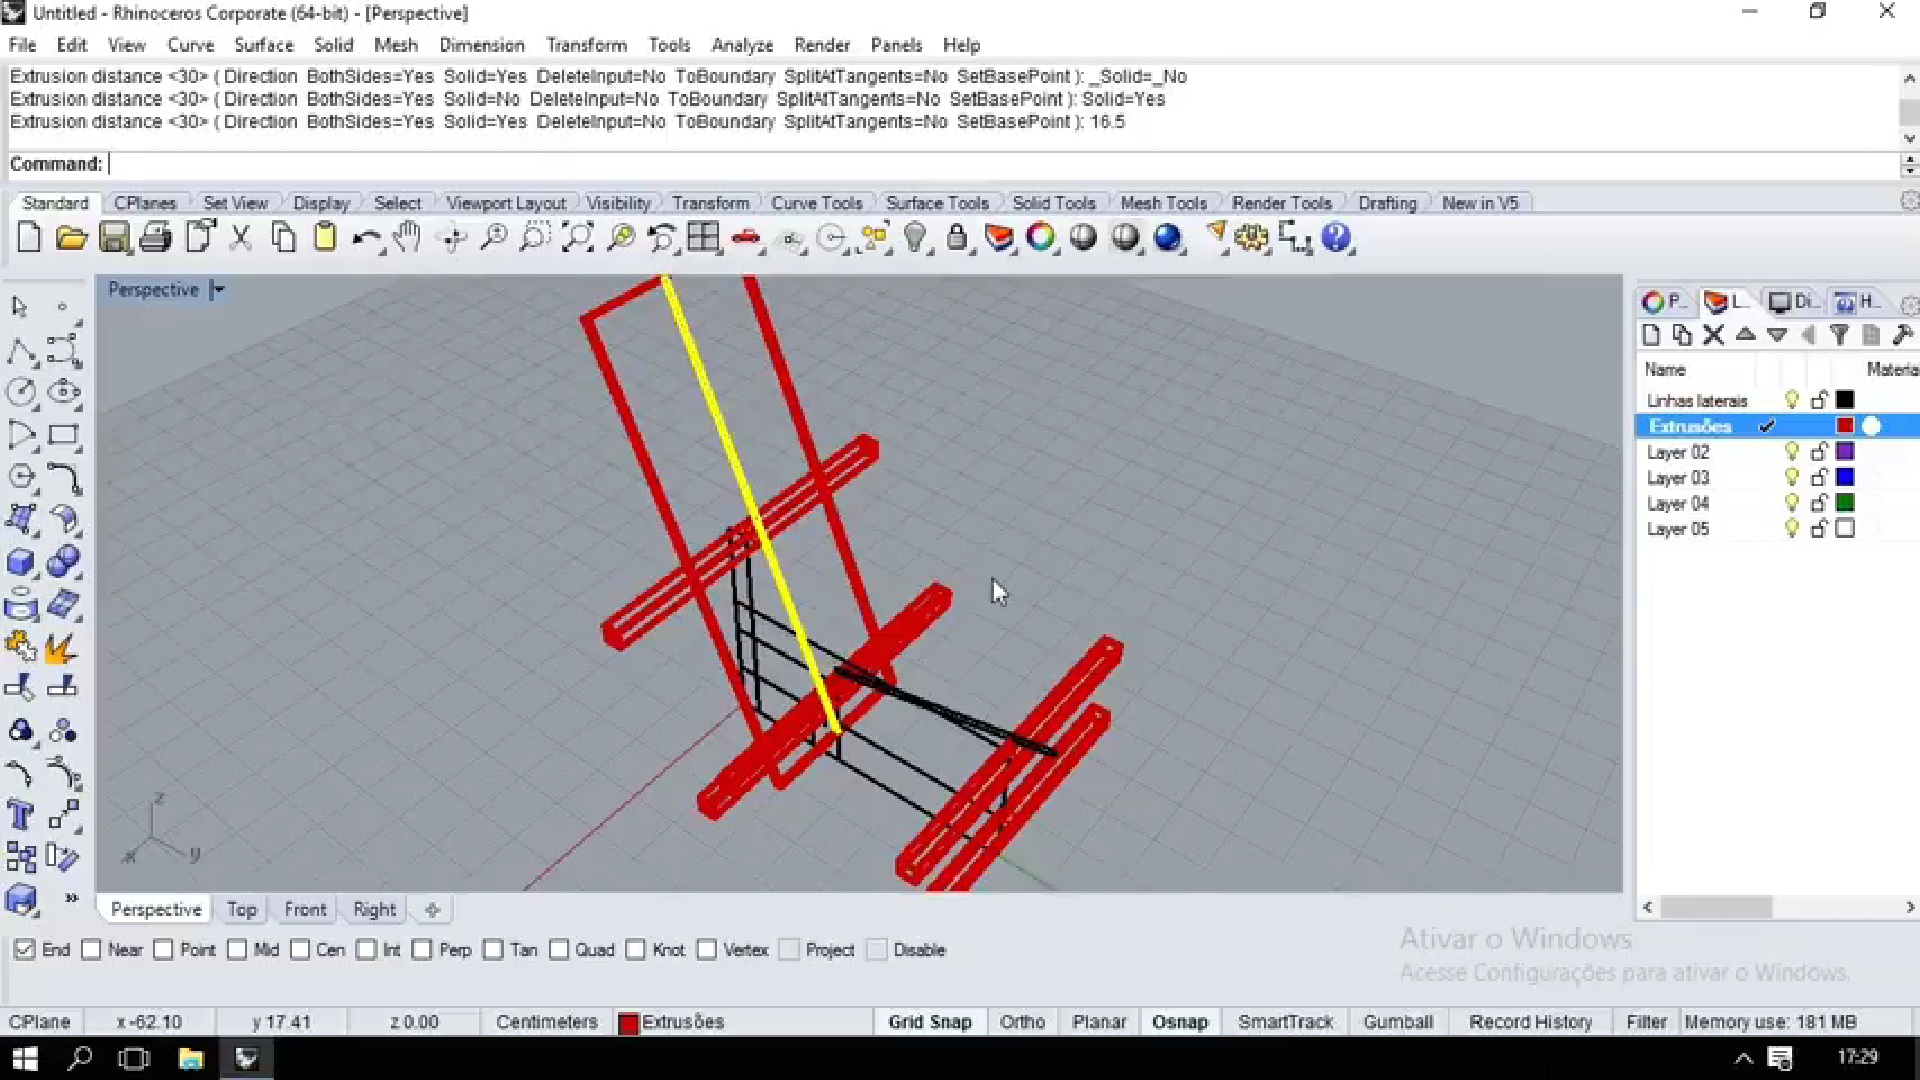 Untitled - Rhinoceros Corporate (64-bit) - [Perspective]
File Edit View Curve Surface Solid Mesh Dimension Transform Tools Analyze Render Panels Help
Extrusion distance <30> ( Direction BothSides=Yes Solid=Yes DeleteInput=No ToBoundary SplitAtTangents=No SetBasePoint ): _Solid=_No
Extrusion distance <30> ( Direction BothSides=Yes Solid=No DeleteInput=No ToBoundary SplitAtTangents=No SetBasePoint ): Solid=Yes
Extrusion distance <30> ( Direction BothSides=Yes Solid=Yes DeleteInput=No ToBoundary SplitAtTangents=No SetBasePoint ): 16.5
Command:
Standard CPlanes Set View Display Select Viewport Layout Visibility Transform Curve Tools Surface Tools Solid Tools Mesh Tools Render Tools Drafting New in V5
Perspective
P... L... Di... H...
Name Materia
Linhas laterais
Extrusões
Layer 02
Layer 03
Layer 04
Layer 05
z
x y
Perspective Top Front Right
End Near Point Mid Cen Int Perp Tan Quad Knot Vertex Project Disable
Ativar o Windows
Acesse Configurações para ativar o Windows.
CPlane x -62.10 y 17.41 z 0.00 Centimeters Extrusões Grid Snap Ortho Planar Osnap SmartTrack Gumball Record History Filter Memory use: 181 MB
17:29